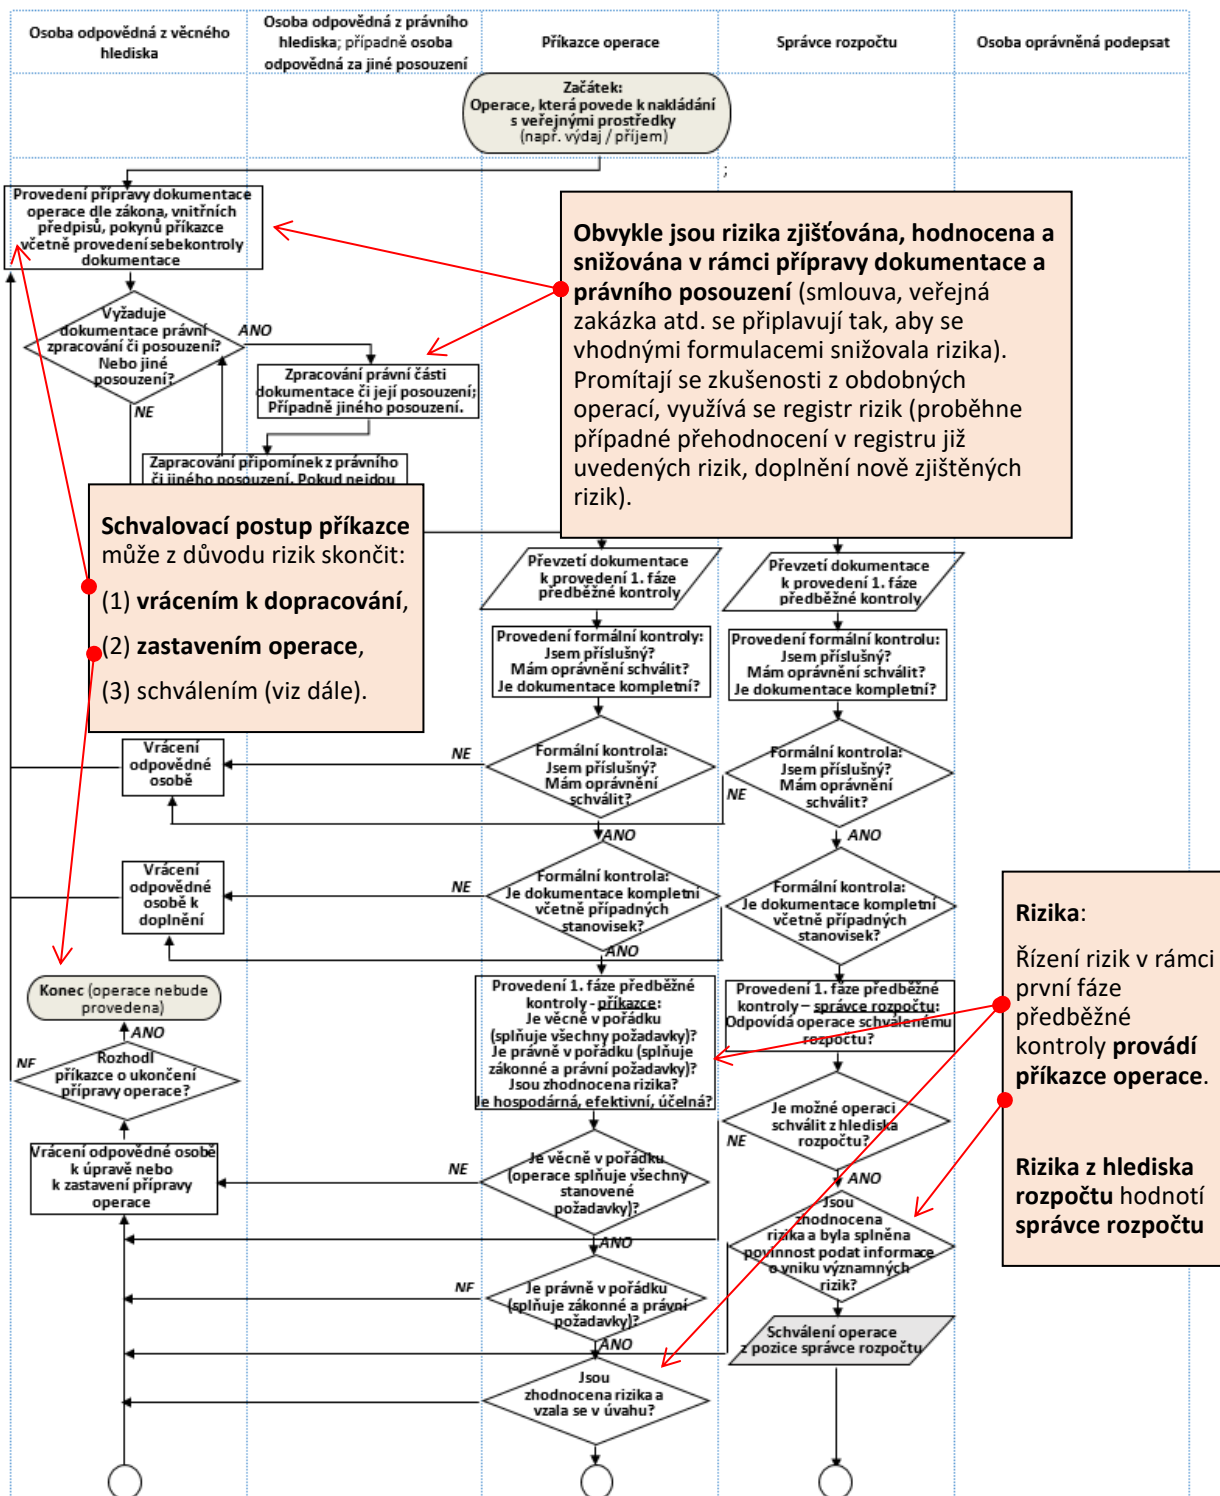 Osoba odpovědná z věcného
hlediska
Osoba odpovědná z právního
hlediska; případně osoba
odpovědná za jiné posouzení
Příkazce operace
Správce rozpočtu
Osoba oprávněná podepsat
Začátek:
Operace, která povede k nakládání
s veřejnými prostředky
(např. výdaj / příjem)
;
Provedení přípravy dokumentace
operace dle zákona, vnitřních
předpisů, pokynů příkazce
včetně provedení sebekontroly
dokumentace
Obvykle jsou rizika zjišťována, hodnocena a
snižována v rámci přípravy dokumentace a
právního posouzení (smlouva, veřejná
zakázka atd. se připlavují tak, aby se
vhodnými formulacemi snižovala rizika).
Promítají se zkušenosti z obdobných
operací, využívá se registr rizik (proběhne
případné přehodnocení v registru již
uvedených rizik, doplnění nově zjištěných
rizik).
Vyžaduje
dokumentace právní
zpracování či posouzení?
Nebo jiné
posouzení?
ANO
NE
Zpracování právní části
dokumentace či její posouzení;
Případně jiného posouzení.
Zapracování připomínek z právního
či jiného posouzení. Pokud nejdou
Schvalovací postup příkazce
může z důvodu rizik skončit:
(1) vrácením k dopracování,
(2) zastavením operace,
(3) schválením (viz dále).
Převzetí dokumentace
k provedení 1. fáze
předběžné kontroly
Převzetí dokumentace
k provedení 1. fáze
předběžné kontroly
Provedení formální kontroly:
Jsem příslušný?
Mám oprávnění schválit?
Je dokumentace kompletní?
Provedení formální kontrolu:
Jsem příslušný?
Mám oprávnění schválit?
Je dokumentace kompletní?
Vrácení
odpovědné
osobě
NE
Formální kontrola:
Jsem příslušný?
Mám oprávnění
schválit?
ANO
NE
Formální kontrola:
Jsem příslušný?
Mám oprávnění
schválit?
ANO
Vrácení
odpovědné
osobě k
doplnění
NE
Formální kontrola:
Je dokumentace kompletní
včetně případných
stanovisek?
ANO
Formální kontrola:
Je dokumentace kompletní
včetně případných
stanovisek?
Rizika:
Řízení rizik v rámci
první fáze
předběžné
kontroly provádí
příkazce operace.
Rizika z hlediska
rozpočtu hodnotí
správce rozpočtu
Konec (operace nebude
provedena)
ANO
NE
Rozhodl
příkazce o ukončení
přípravy operace?
Provedení 1. fáze předběžné
kontroly - příkazce:
Je věcně v pořádku
(splňuje všechny požadavky)?
Je právně v pořádku (splňuje
zákonné a právní požadavky)?
Jsou zhodnocena rizika?
Je hospodárná, efektivní, účelná?
Provedení 1. fáze předběžné
kontroly – správce rozpočtu:
Odpovídá operace schválenému
rozpočtu?
Je možné operaci
schválit z hlediska
rozpočtu?
NE
ANO
Vrácení odpovědné osobě
k úpravě nebo
k zastavení přípravy
operace
NE
Je věcně v pořádku
(operace splňuje všechny
stanovené
požadavky)?
ANO
Jsou
zhodnocena
rizika a byla splněna
povinnost podat informace
o vniku významných
rizik?
NE
Je právně v pořádku
(splňuje zákonné a právní
požadavky)?
ANO
Schválení operace
z pozice správce rozpočtu
Jsou
zhodnocena rizika a
vzala se v úvahu?